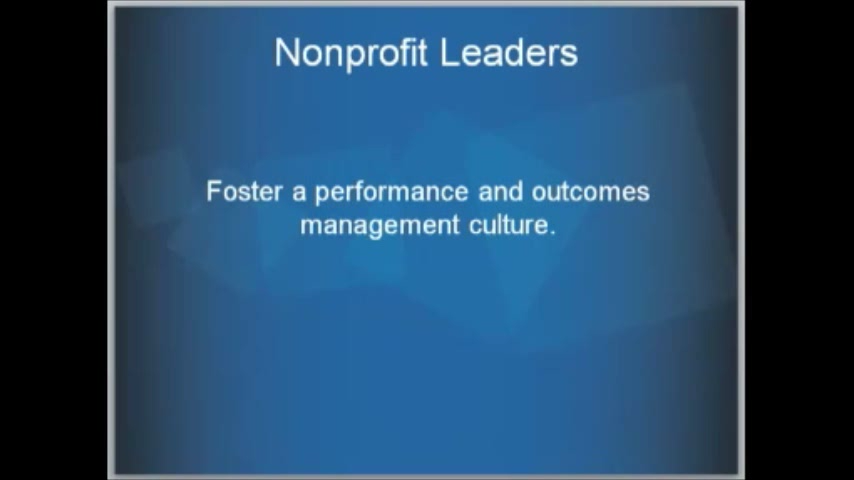 Nonprofit Leaders
Foster a performance and outcomes
management culture.